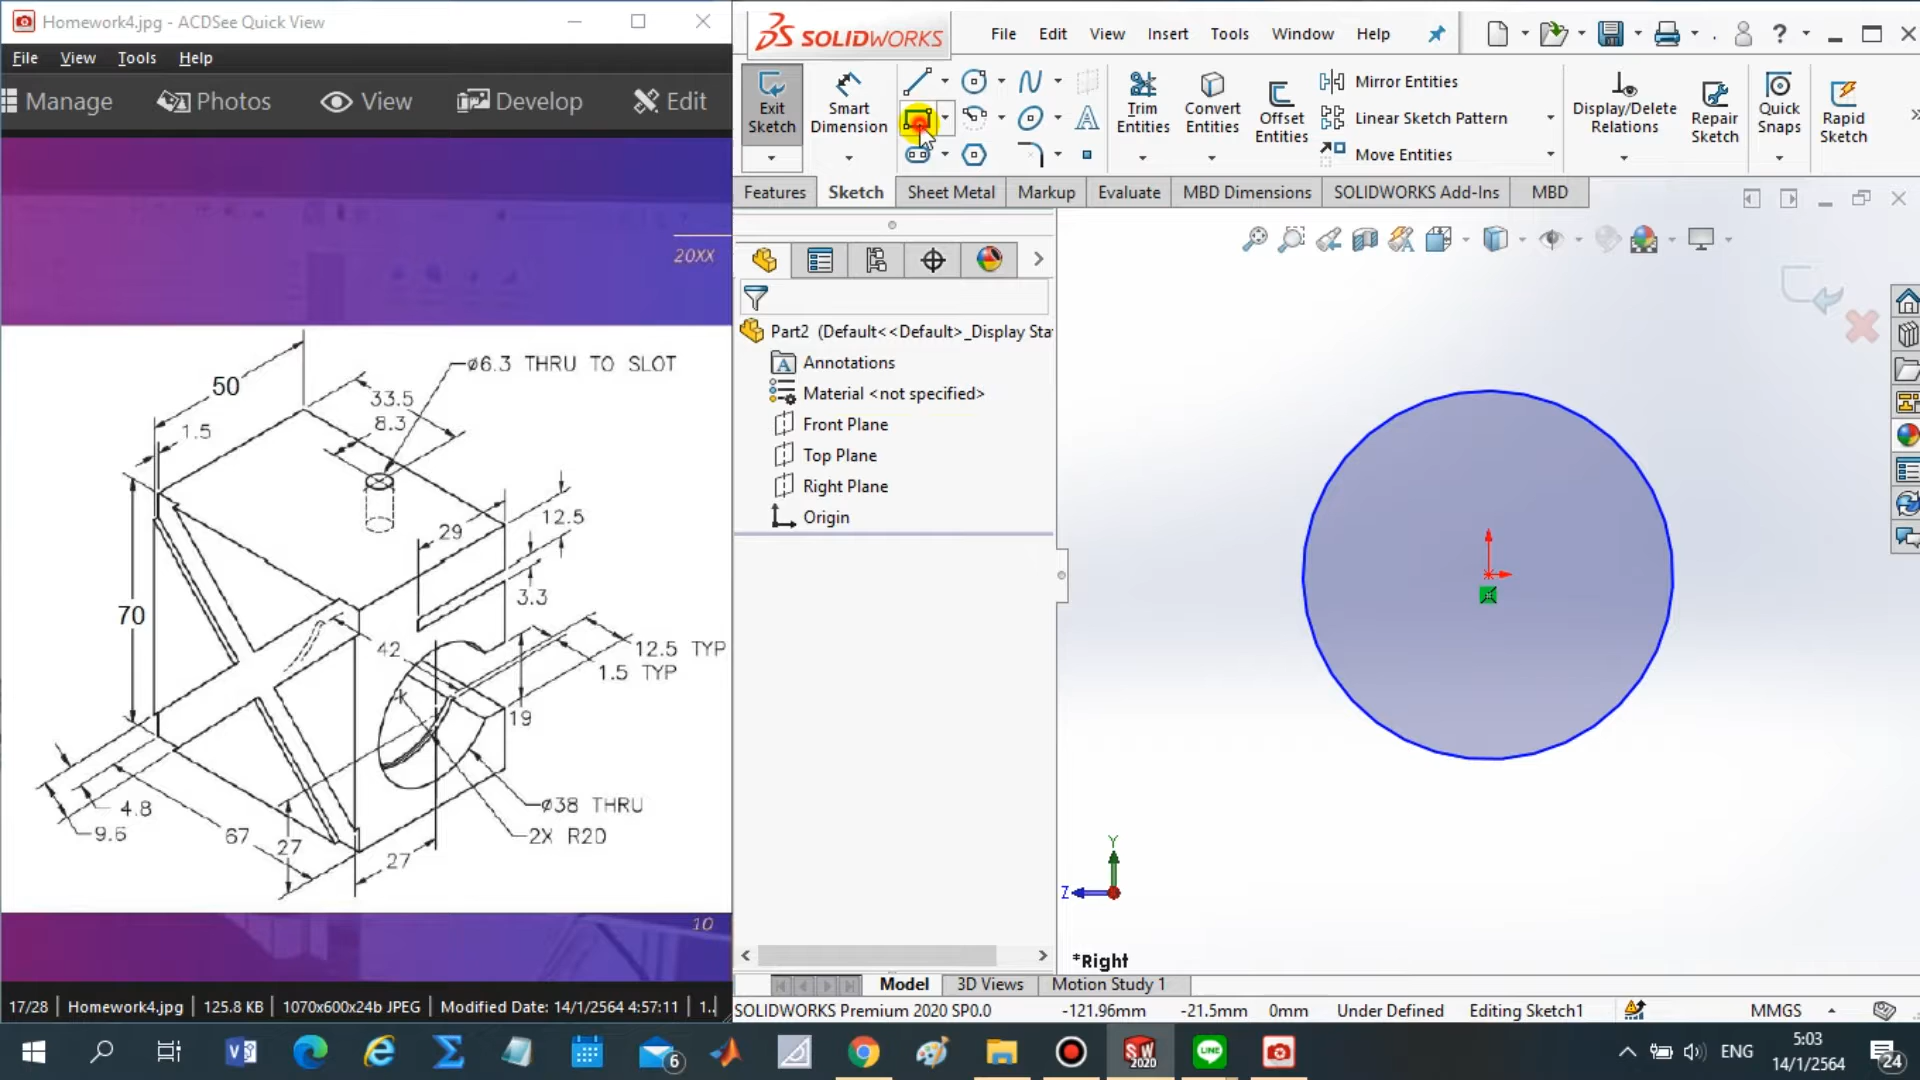 Homework4.jpg - ACDSee Quick View
File View Tools Help
Manage Photos View Develop Edit
20XX
50
1.5
33.5
8.3
ø6.3 THRU TO SLOT
29
12.5
3.3
70
42
12.5 TYP
1.5 TYP
19
4.8
9.6
67
27
27
ø38 THRU
2X R20
10
17/28 Homework4.jpg 125.8 KB 1070x600x24b JPEG Modified Date: 14/1/2564 4:57:11 1..
SOLIDWORKS
File Edit View Insert Tools Window Help
Exit Sketch
Smart Dimension
Trim Entities
Convert Entities
Offset Entities
Mirror Entities
Linear Sketch Pattern
Move Entities
Display/Delete Relations
Repair Sketch
Quick Snaps
Rapid Sketch
Features Sketch Sheet Metal Markup Evaluate MBD Dimensions SOLIDWORKS Add-Ins MBD
Part2 (Default<<Default>_Display Sta
Annotations
Material <not specified>
Front Plane
Top Plane
Right Plane
Origin
Y
Z
*Right
Model 3D Views Motion Study 1
SOLIDWORKS Premium 2020 SP0.0 -121.96mm -21.5mm 0mm Under Defined Editing Sketch1 MMGS
6
SW 2020
LINE
ENG
5:03
14/1/2564
24